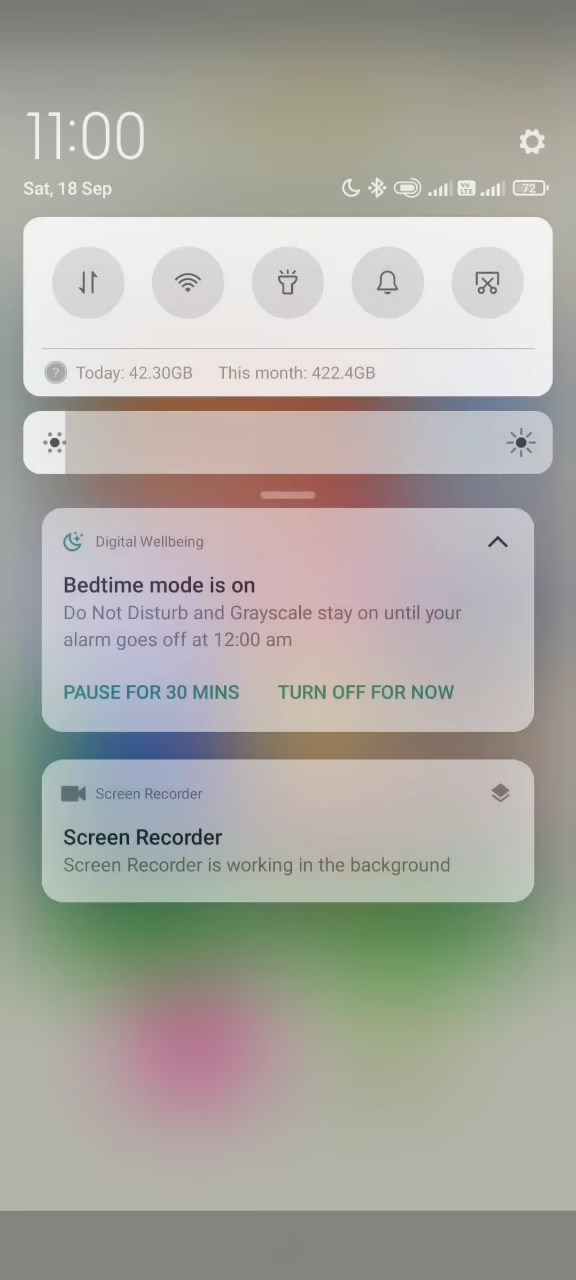 11:00
Sat, 18 Sep
Vo
LTE
72
?
Today: 42.30GB
This month: 422.4GB
Digital Wellbeing
Bedtime mode is on
Do Not Disturb and Grayscale stay on until your
alarm goes off at 12:00 am
PAUSE FOR 30 MINS
TURN OFF FOR NOW
Screen Recorder
Screen Recorder
Screen Recorder is working in the background